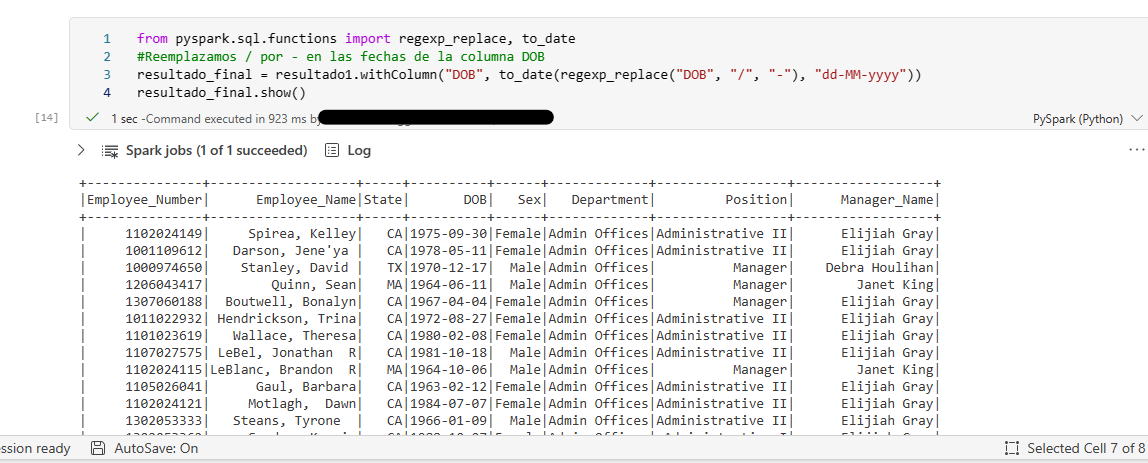 1 from pyspark.sql.functions import regexp_replace, to_date
2 #Reemplazamos / por - en las fechas de la columna DOB
3 resultado_final = resultado1.withColumn("DOB", to_date(regexp_replace("DOB", "/", "-"), "dd-MM-yyyy"))
4 resultado_final.show()
[14] 1 sec -Command executed in 923 ms by PySpark (Python)
Spark jobs (1 of 1 succeeded) Log ...
+---------------+-------------------+-----+----------+------+-------------+-----------------+------------------+
|Employee_Number|      Employee_Name|State|       DOB|   Sex|   Department|         Position|      Manager_Name|
+---------------+-------------------+-----+----------+------+-------------+-----------------+------------------+
|     1102024149|     Spirea, Kelley|   CA|1975-09-30|Female|Admin Offices|Administrative II|      Elijiah Gray|
|     1001109612|   Darson, Jene'ya |   CA|1978-05-11|Female|Admin Offices|Administrative II|      Elijiah Gray|
|     1000974650|    Stanley, David |   TX|1970-12-17|  Male|Admin Offices|          Manager|    Debra Houlihan|
|     1206043417|        Quinn, Sean|   MA|1964-06-11|  Male|Admin Offices|          Manager|        Janet King|
|     1307060188|  Boutwell, Bonalyn|   CA|1967-04-04|Female|Admin Offices|          Manager|      Elijiah Gray|
|     1011022932| Hendrickson, Trina|   CA|1972-08-27|Female|Admin Offices|Administrative II|      Elijiah Gray|
|     1101023619|   Wallace, Theresa|   CA|1980-02-08|Female|Admin Offices|Administrative II|      Elijiah Gray|
|     1107027575| LeBel, Jonathan  R|   CA|1981-10-18|  Male|Admin Offices|Administrative II|      Elijiah Gray|
|     1102024115|LeBlanc, Brandon  R|   MA|1964-10-06|  Male|Admin Offices|          Manager|        Janet King|
|     1105026041|      Gaul, Barbara|   CA|1963-02-12|Female|Admin Offices|Administrative II|      Elijiah Gray|
|     1102024121|     Motlagh,  Dawn|   CA|1984-07-07|Female|Admin Offices|Administrative II|      Elijiah Gray|
|     1302053333|   Steans, Tyrone  |   CA|1966-01-09|  Male|Admin Offices|Administrative II|      Elijiah Gray|
ssion ready AutoSave: On Selected Cell 7 of 8